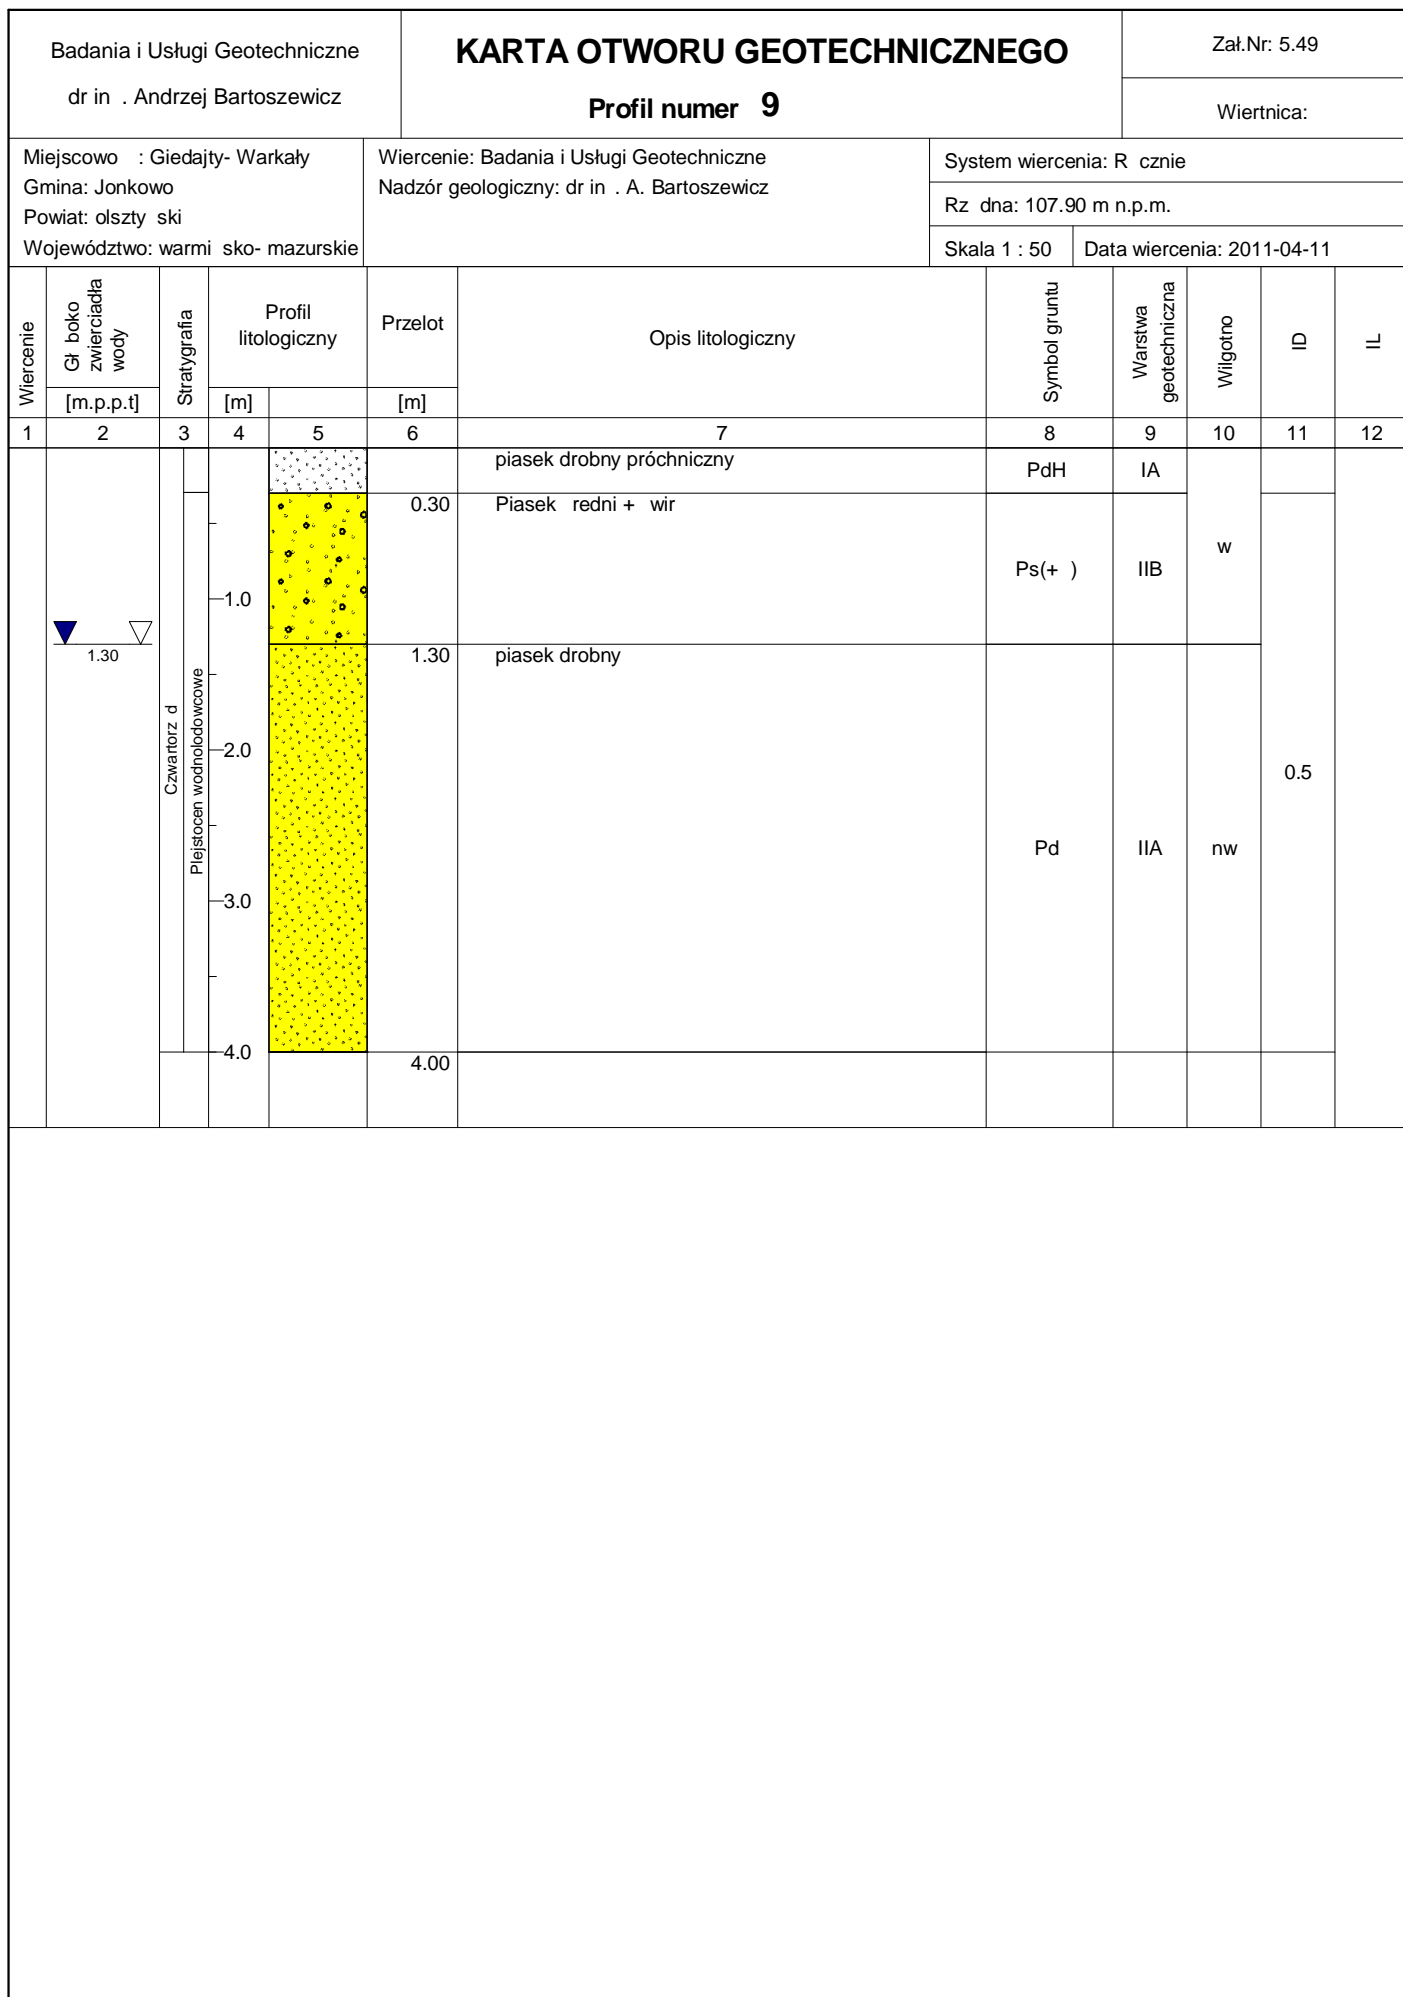 Badania i Usługi Geotechniczne
dr in . Andrzej Bartoszewicz
KARTA OTWORU GEOTECHNICZNEGO
Profil numer 9
Zał.Nr: 5.49
Wiertnica:
Miejscowo : Giedajty- Warkały
Gmina: Jonkowo
Powiat: olszty ski
Województwo: warmi sko- mazurskie
Wiercenie: Badania i Usługi Geotechniczne
Nadzór geologiczny: dr in . A. Bartoszewicz
System wiercenia: R cznie
Rz dna: 107.90 m n.p.m.
Skala 1 : 50 Data wiercenia: 2011-04-11
Wiercenie
Gł boko
zwierciadła
wody
[m.p.p.t]
Stratygrafia
Profil
litologiczny
[m]
Przelot
[m]
Opis litologiczny
Symbol gruntu
Warstwa
geotechniczna
Wilgotno
ID
IL
1 2 3 4 5 6 7 8 9 10 11 12
piasek drobny próchniczny PdH IA
0.30 Piasek redni + wir
w
Ps(+ ) IIB
1.0
1.30
1.30 piasek drobny
Czwartorz d
Plejstocen wodnolodowcowe
2.0
0.5
Pd IIA nw
3.0
4.0
4.00